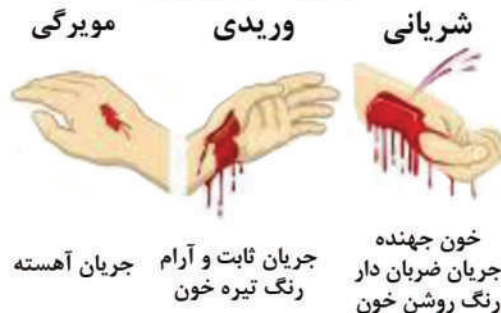 شریانی
وریدی
مویرگی
خون جهنده
جریان ضربان دار
رنگ روشن خون
جریان ثابت و آرام
رنگ تیره خون
جریان آهسته